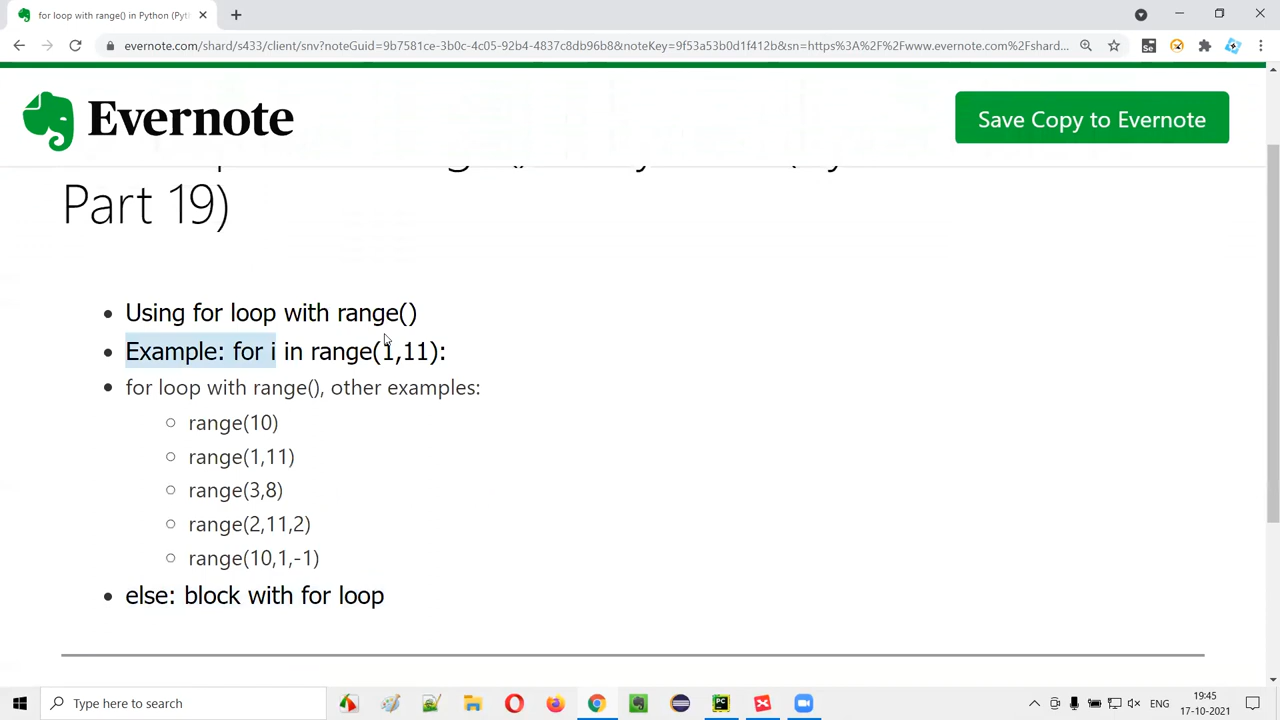 for loop with range() in Python (Pyt
evernote.com/shard/s433/client/snv?noteGuid=9b7581ce-3b0c-4c05-92b4-4837c8db96b8&noteKey=9f53a53b0d1f412b&sn=https%3A%2F%2Fwww.evernote.com%2Fshard...
Se
Evernote
Save Copy to Evernote
Part 19)
Using for loop with range()
Example: for i in range(1,11):
for loop with range(), other examples:
range(10)
range(1,11)
range(3,8)
range(2,11,2)
range(10,1,-1)
else: block with for loop
Type here to search
PC
ENG
19:45
17-10-2021